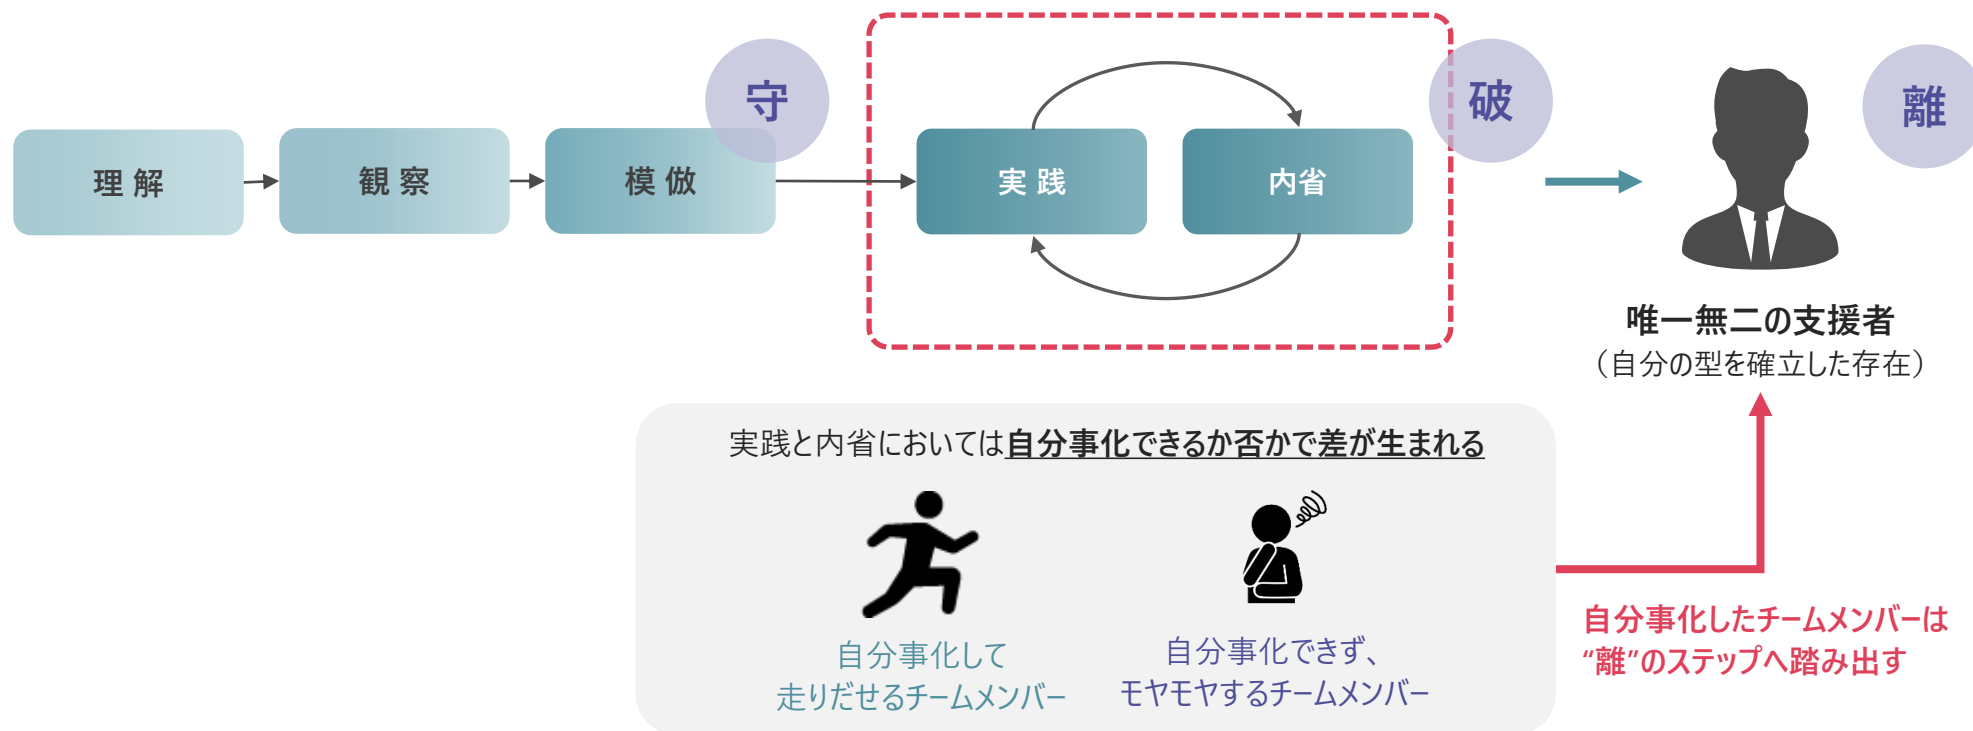 守
破
離
理解
観察
模倣
実践
内省
唯一無二の支援者
（自分の型を確立した存在）
実践と内省においては自分事化できるか否かで差が生まれる
自分事化して
走りだせるチームメンバー
自分事化できず、
モヤモヤするチームメンバー
自分事化したチームメンバーは
“離”のステップへ踏み出す